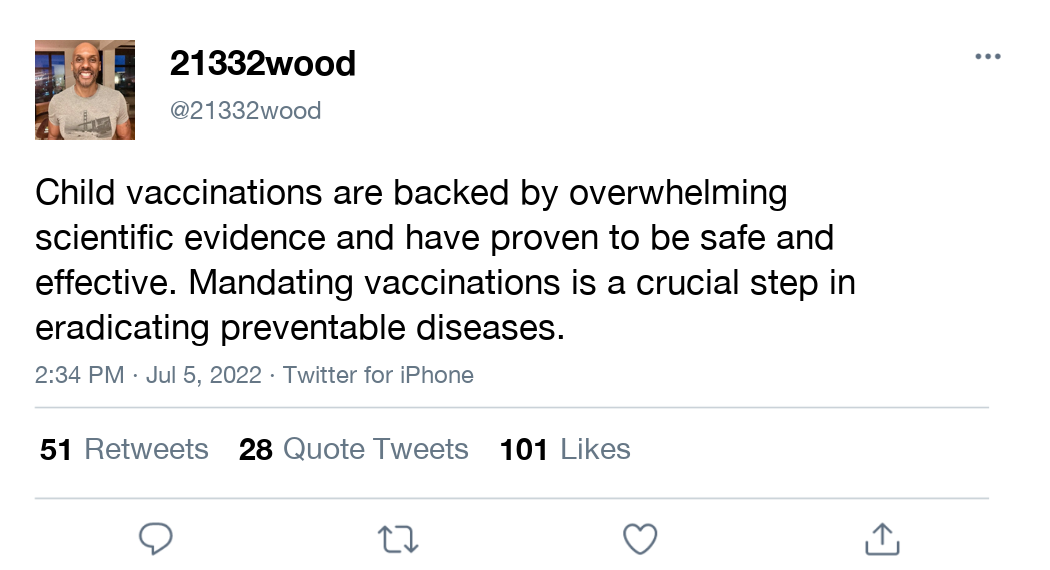 21332wood
@21332wood
Child vaccinations are backed by overwhelming
scientific evidence and have proven to be safe and
effective. Mandating vaccinations is a crucial step in
eradicating preventable diseases.
2:34 PM · Jul 5, 2022 · Twitter for iPhone
51 Retweets 28 Quote Tweets 101 Likes